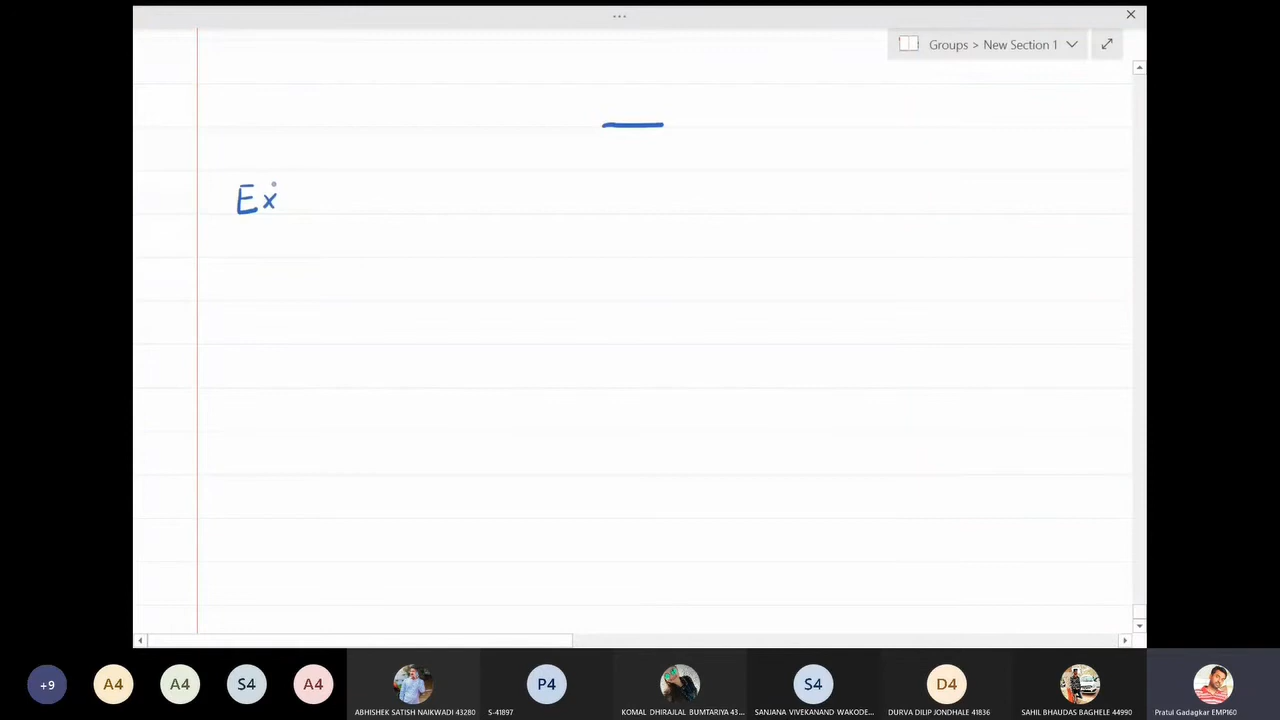 Groups > New Section 1
Ex
+9
A4
A4
S4
A4
P4
S4
D4
ABHISHEK SATISH NAIKWADI 43280
S-41897
KOMAL DHIRAJLAL BUMTARIYA 43...
SANJANA VIVEKANAND WAKODE...
DURVA DILIP JONDHALE 41836
SAHIL BHAUDAS BAGHELE 44990
Pratul Gadagkar EMP160